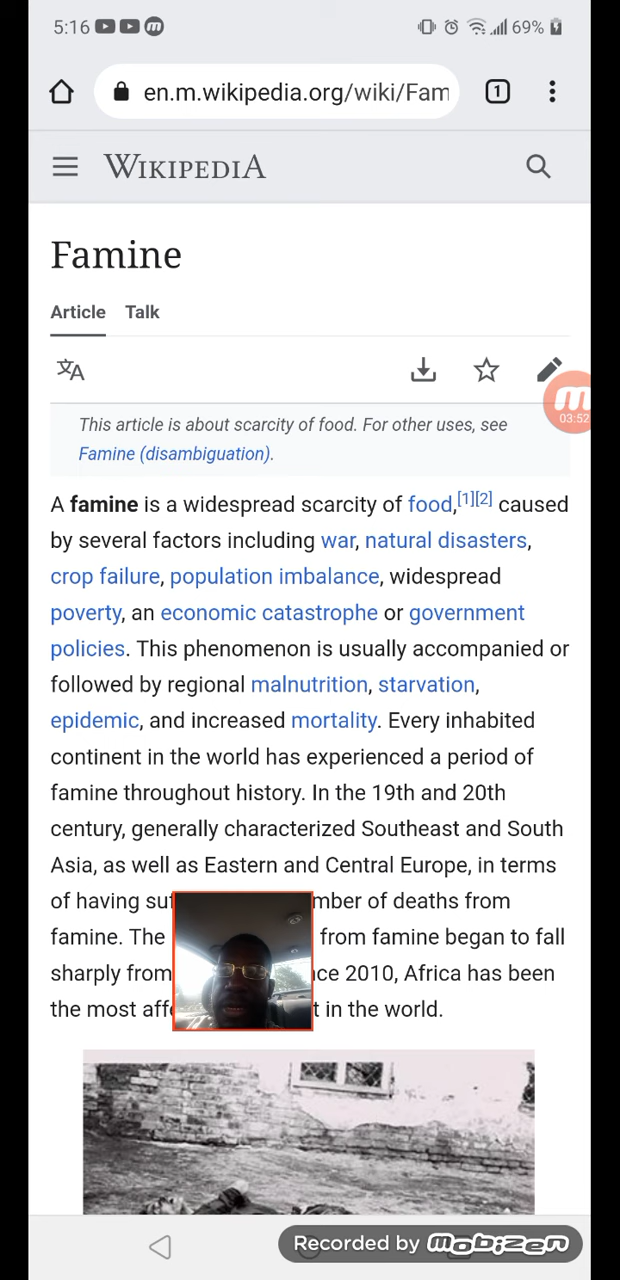 5:16
69%
en.m.wikipedia.org/wiki/Fam
1
WIKIPEDIA
Famine
Article Talk
文A
03:52
This article is about scarcity of food. For other uses, see
Famine (disambiguation).
A famine is a widespread scarcity of food,[1][2] caused
by several factors including war, natural disasters,
crop failure, population imbalance, widespread
poverty, an economic catastrophe or government
policies. This phenomenon is usually accompanied or
followed by regional malnutrition, starvation,
epidemic, and increased mortality. Every inhabited
continent in the world has experienced a period of
famine throughout history. In the 19th and 20th
century, generally characterized Southeast and South
Asia, as well as Eastern and Central Europe, in terms
of having suf mber of deaths from
famine. The from famine began to fall
sharply from ce 2010, Africa has been
the most affe t in the world.
Recorded by mobizen